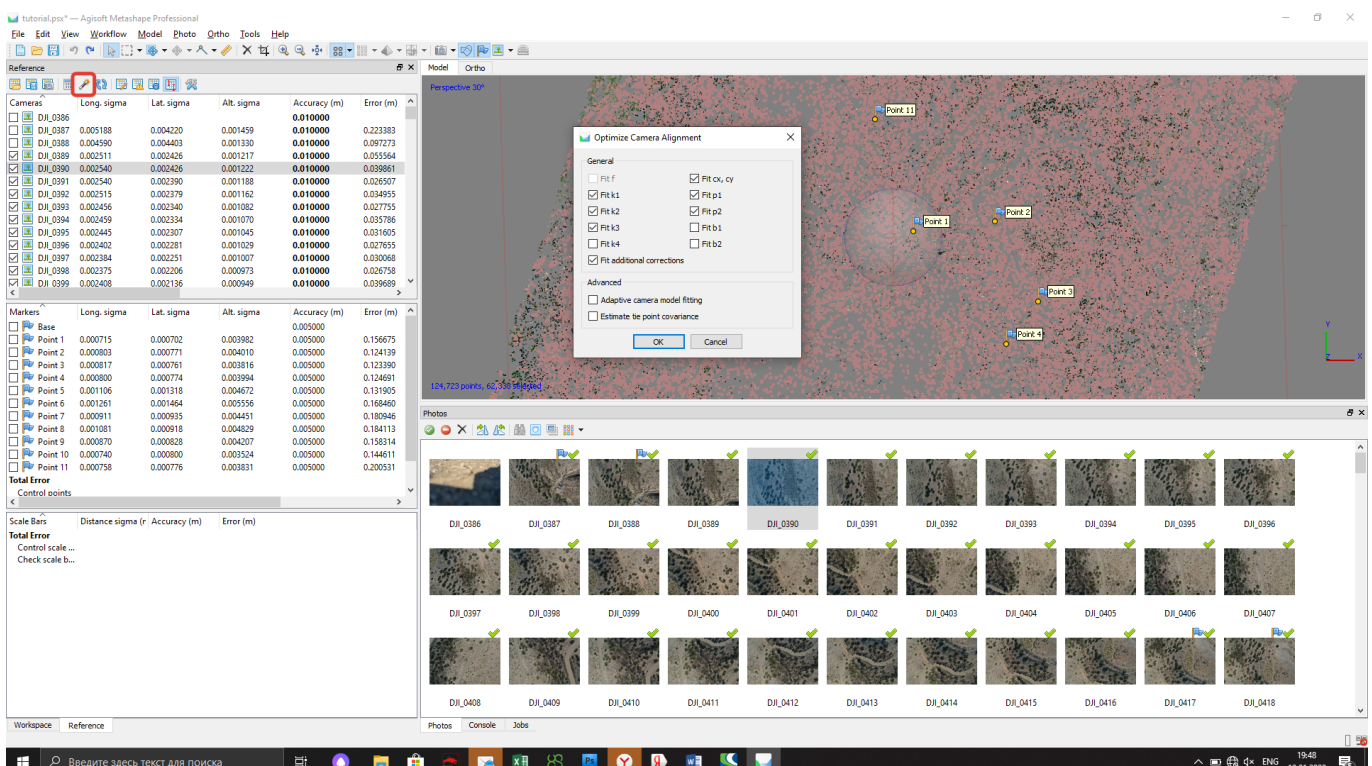 tutorial.psx* — Agisoft Metashape Professional
File Edit View Workflow Model Photo Ortho Tools Help
Reference
Model Ortho
Perspective 30°
Cameras Long. sigma Lat. sigma Alt. sigma Accuracy (m) Error (m)
DJI_0386 0.010000
DJI_0387 0.005188 0.004220 0.001459 0.010000 0.223383
DJI_0388 0.004590 0.004403 0.001330 0.010000 0.097273
DJI_0389 0.002511 0.002426 0.001217 0.010000 0.055564
DJI_0390 0.002540 0.002426 0.001222 0.010000 0.039861
DJI_0391 0.002540 0.002390 0.001188 0.010000 0.026507
DJI_0392 0.002515 0.002379 0.001162 0.010000 0.034955
DJI_0393 0.002456 0.002340 0.001082 0.010000 0.027755
DJI_0394 0.002459 0.002334 0.001070 0.010000 0.035786
DJI_0395 0.002445 0.002307 0.001045 0.010000 0.031605
DJI_0396 0.002402 0.002281 0.001029 0.010000 0.027655
DJI_0397 0.002384 0.002251 0.001007 0.010000 0.030068
DJI_0398 0.002375 0.002206 0.000973 0.010000 0.026758
DJI_0399 0.002408 0.002136 0.000949 0.010000 0.039689
Markers Long. sigma Lat. sigma Alt. sigma Accuracy (m) Error (m)
Base 0.005000
Point 1 0.000715 0.000702 0.003982 0.005000 0.156675
Point 2 0.000803 0.000771 0.004010 0.005000 0.124139
Point 3 0.000817 0.000761 0.003816 0.005000 0.123390
Point 4 0.000800 0.000774 0.003994 0.005000 0.124691
Point 5 0.001106 0.001318 0.004672 0.005000 0.131905
Point 6 0.001261 0.001464 0.005556 0.005000 0.168460
Point 7 0.000911 0.000935 0.004451 0.005000 0.180946
Point 8 0.001081 0.000918 0.004829 0.005000 0.184113
Point 9 0.000870 0.000828 0.004207 0.005000 0.158314
Point 10 0.000740 0.000800 0.003524 0.005000 0.144611
Point 11 0.000758 0.000776 0.003831 0.005000 0.200531
Total Error
Control points
Scale Bars Distance sigma (r Accuracy (m) Error (m)
Total Error
Control scale ...
Check scale b...
Workspace Reference
Optimize Camera Alignment
General
Fit f Fit cx, cy
Fit k1 Fit p1
Fit k2 Fit p2
Fit k3 Fit b1
Fit k4 Fit b2
Fit additional corrections
Advanced
Adaptive camera model fitting
Estimate tie point covariance
OK Cancel
Point 11
Point 1
Point 2
Point 3
Point 4
Y
X
124,723 points, 62,338 selected
Photos
DJI_0386 DJI_0387 DJI_0388 DJI_0389 DJI_0390 DJI_0391 DJI_0392 DJI_0393 DJI_0394 DJI_0395 DJI_0396
DJI_0397 DJI_0398 DJI_0399 DJI_0400 DJI_0401 DJI_0402 DJI_0403 DJI_0404 DJI_0405 DJI_0406 DJI_0407
DJI_0408 DJI_0409 DJI_0410 DJI_0411 DJI_0412 DJI_0413 DJI_0414 DJI_0415 DJI_0416 DJI_0417 DJI_0418
Photos Console Jobs
Введите здесь текст для поиска
ENG
19:48